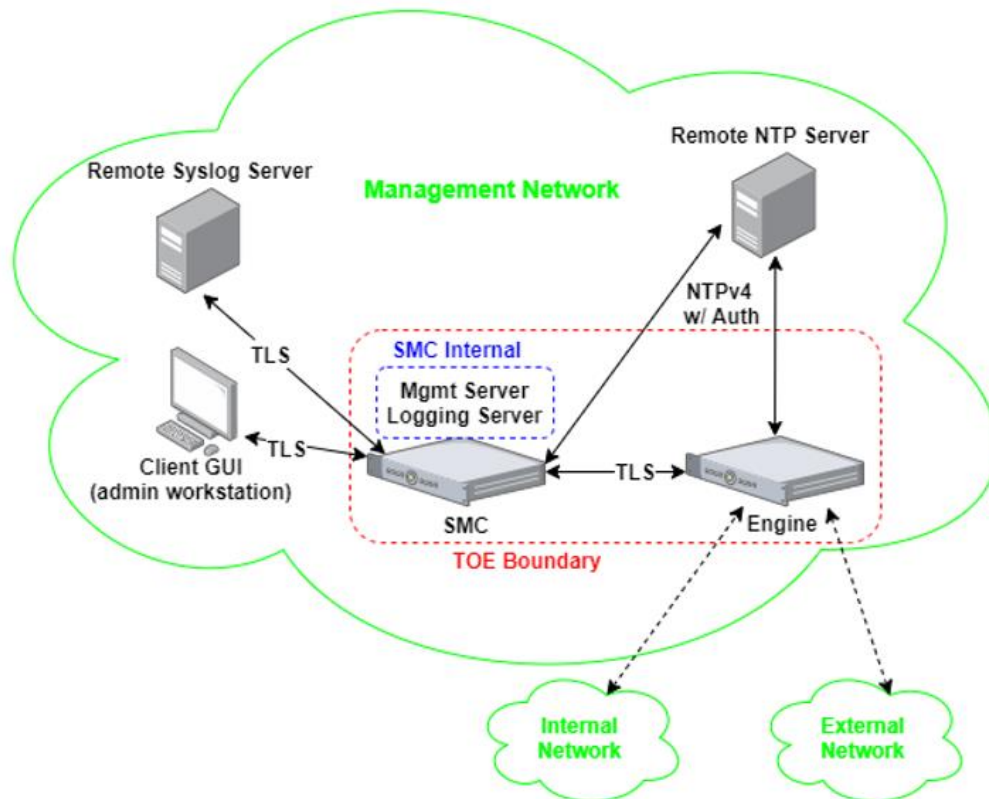 Remote NTP Server
Remote Syslog Server
Management Network
NTPv4
w/ Auth
TLS
SMC Internal
Mgmt Server
Logging Server
TLS
Client GUI
(admin workstation)
TLS
SMC
Engine
TOE Boundary
Internal
Network
External
Network